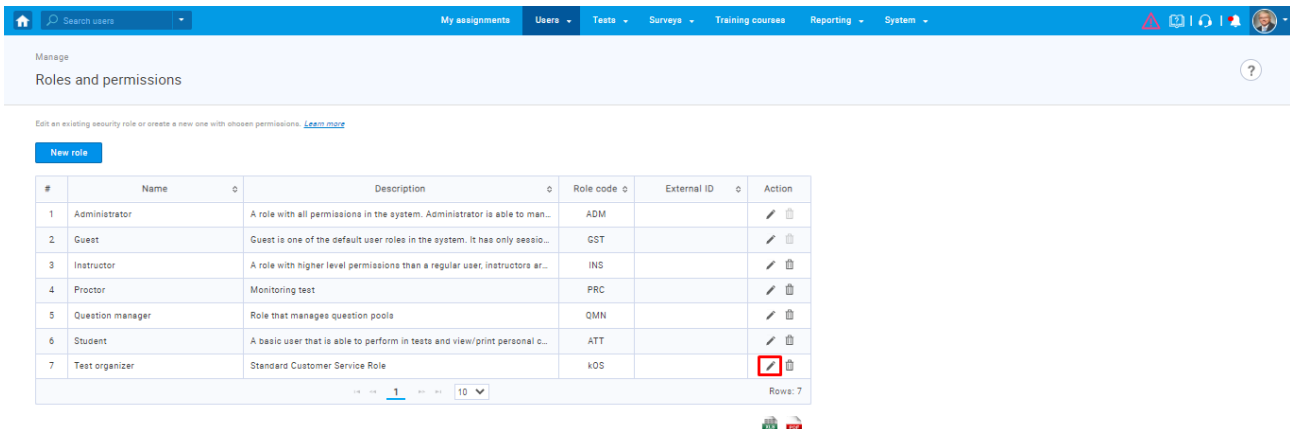 Search users My assignments Users Tests Surveys Training courses Reporting System
Manage
Roles and permissions
?
Edit an existing security role or create a new one with chosen permissions. Learn more
New role
# Name Description Role code External ID Action
1 Administrator A role with all permissions in the system. Administrator is able to man... ADM
2 Guest Guest is one of the default user roles in the system. It has only sessio... GST
3 Instructor A role with higher level permissions than a regular user, instructors ar... INS
4 Proctor Monitoring test PRC
5 Question manager Role that manages question pools QMN
6 Student A basic user that is able to perform in tests and view/print personal c... ATT
7 Test organizer Standard Customer Service Role kOS
1 10 Rows: 7
XLS PDF